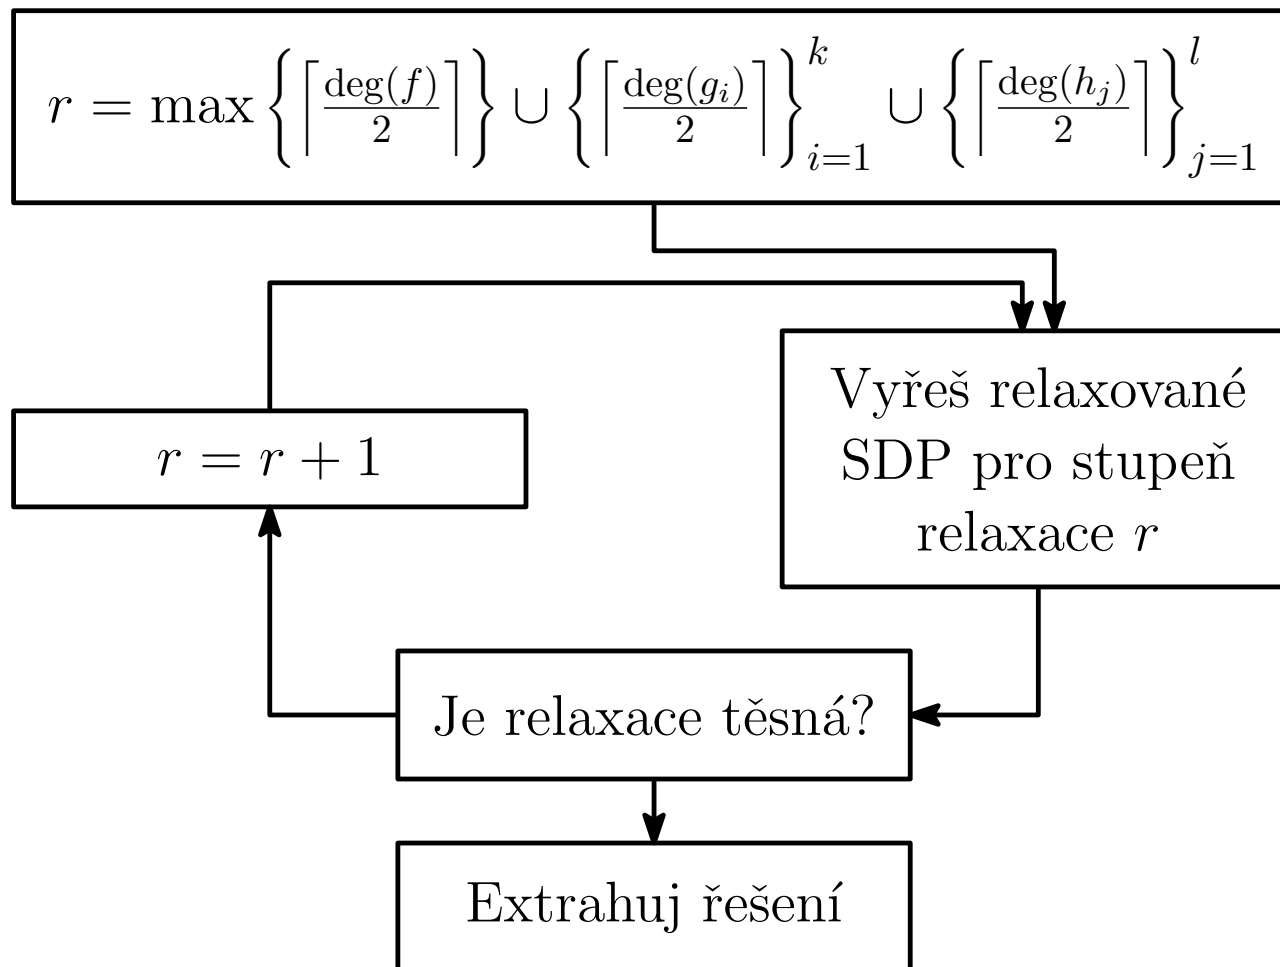 r = max {⌈deg(f)/2⌉} ∪ {⌈deg(g_i)/2⌉}_{i=1}^{k} ∪ {⌈deg(h_j)/2⌉}_{j=1}^{l}
Vyřeš relaxované
SDP pro stupeň
relaxace r
r = r + 1
Je relaxace těsná?
Extrahuj řešení